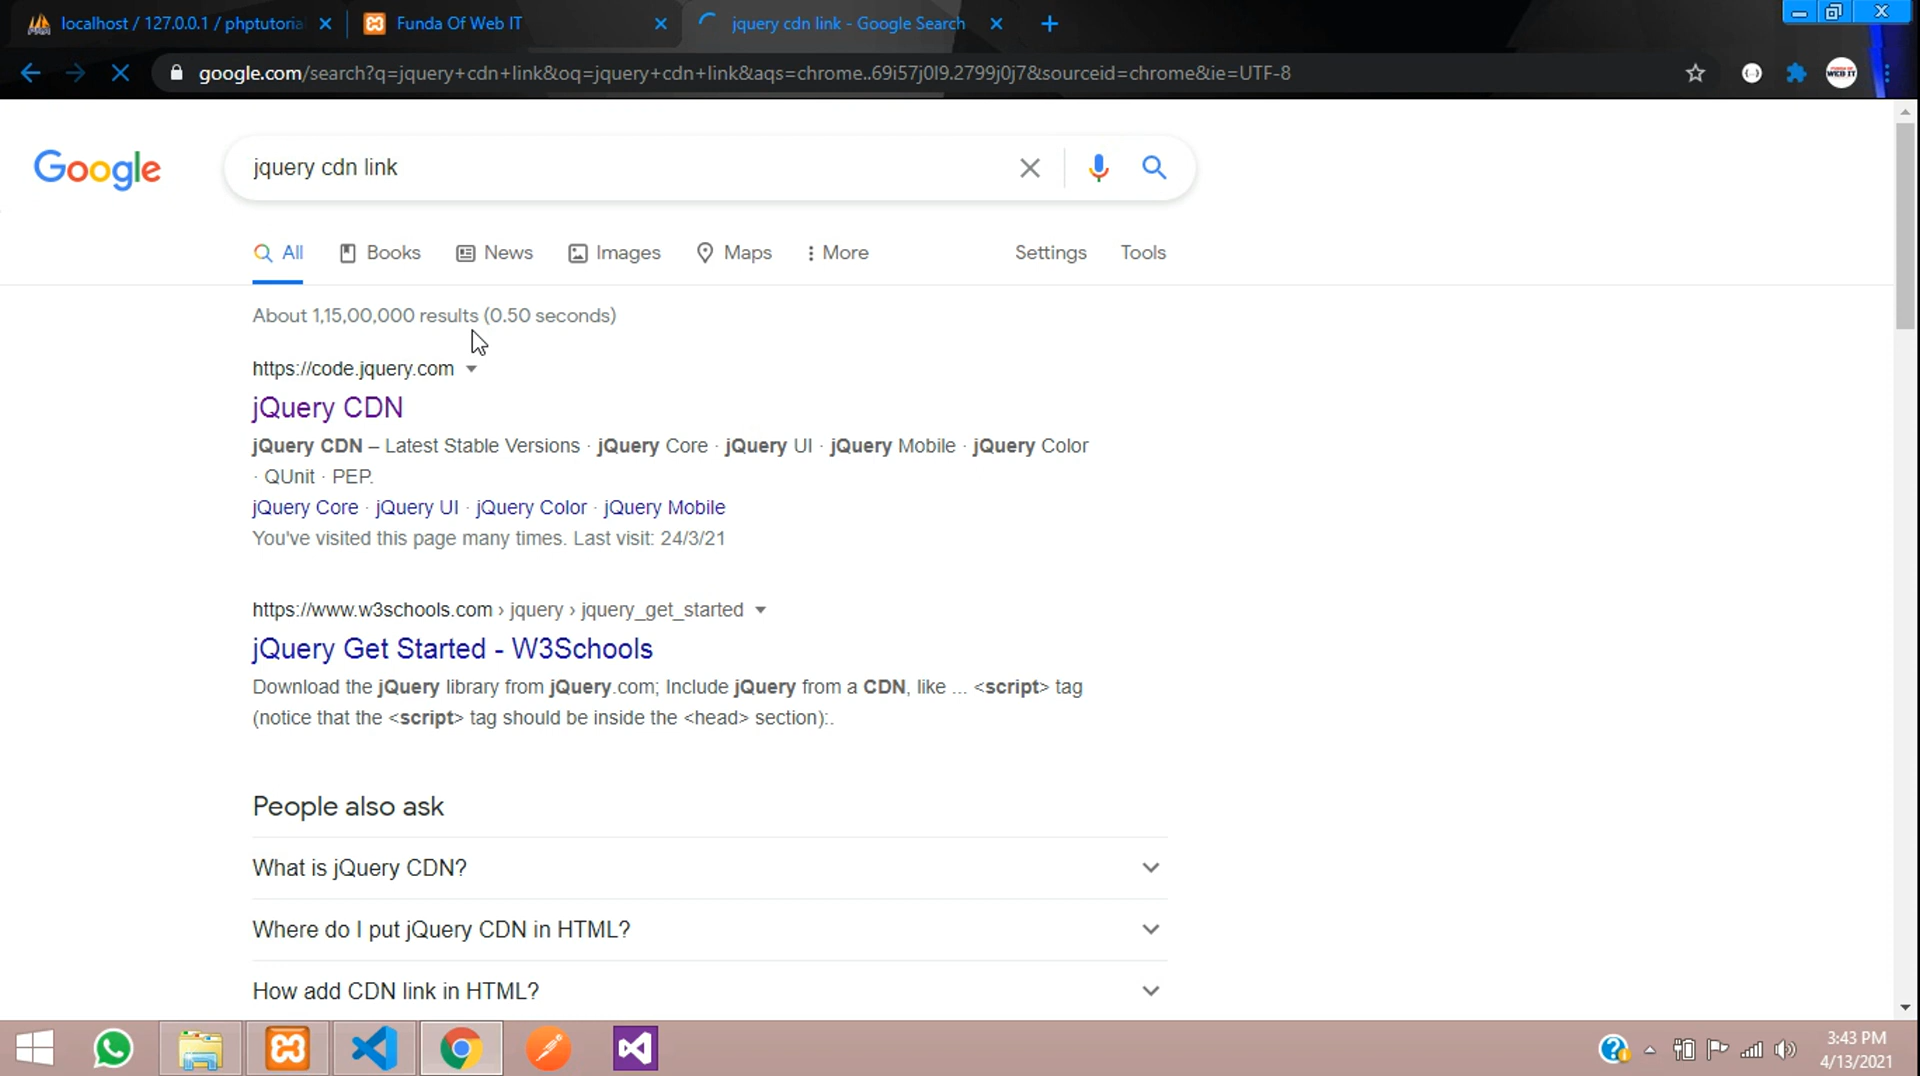 localhost / 127.0.0.1 / phptutorial
Funda Of Web IT
jquery cdn link - Google Search
google.com/search?q=jquery+cdn+link&oq=jquery+cdn+link&aqs=chrome..69i57j0l9.2799j0j7&sourceid=chrome&ie=UTF-8
WEB IT
Google
jquery cdn link
All
Books
News
Images
Maps
More
Settings
Tools
About 1,15,00,000 results (0.50 seconds)
https://code.jquery.com
jQuery CDN
jQuery CDN – Latest Stable Versions · jQuery Core · jQuery UI · jQuery Mobile · jQuery Color
· QUnit · PEP.
jQuery Core · jQuery UI · jQuery Color · jQuery Mobile
You've visited this page many times. Last visit: 24/3/21
https://www.w3schools.com › jquery › jquery_get_started
jQuery Get Started - W3Schools
Download the jQuery library from jQuery.com; Include jQuery from a CDN, like ... <script> tag
(notice that the <script> tag should be inside the <head> section):.
People also ask
What is jQuery CDN?
Where do I put jQuery CDN in HTML?
How add CDN link in HTML?
3:43 PM
4/13/2021